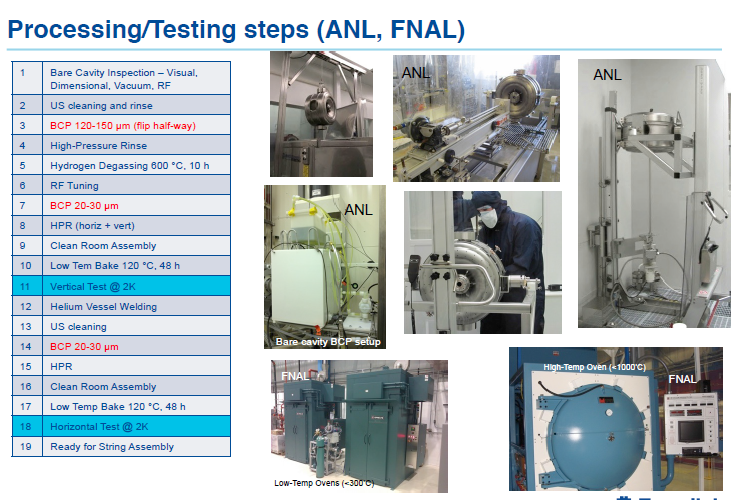 Processing/Testing steps (ANL, FNAL)
1 Bare Cavity Inspection – Visual,
Dimensional, Vacuum, RF
2 US cleaning and rinse
3 BCP 120-150 µm (flip half-way)
4 High-Pressure Rinse
5 Hydrogen Degassing 600 °C, 10 h
6 RF Tuning
7 BCP 20-30 µm
8 HPR (horiz + vert)
9 Clean Room Assembly
10 Low Tem Bake 120 °C, 48 h
11 Vertical Test @ 2K
12 Helium Vessel Welding
13 US cleaning
14 BCP 20-30 µm
15 HPR
16 Clean Room Assembly
17 Low Temp Bake 120 °C, 48 h
18 Horizontal Test @ 2K
19 Ready for String Assembly
ANL
ANL
ANL
Bare cavity BCP setup
FNAL
Low-Temp Ovens (<300°C)
High-Temp Oven (<1000°C)
FNAL